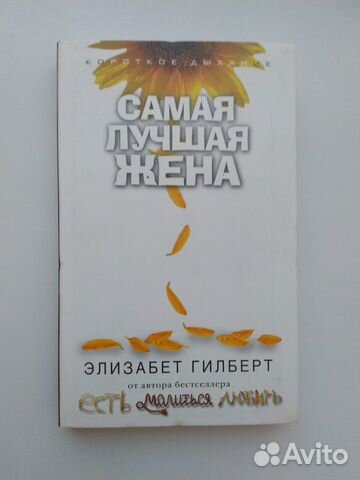 КОРОТКОЕ ДЫХАНИЕ
САМАЯ
ЛУЧШАЯ
ЖЕНА
ЭЛИЗАБЕТ ГИЛБЕРТ
от автора бестселлера
есть молиться любить
Avito